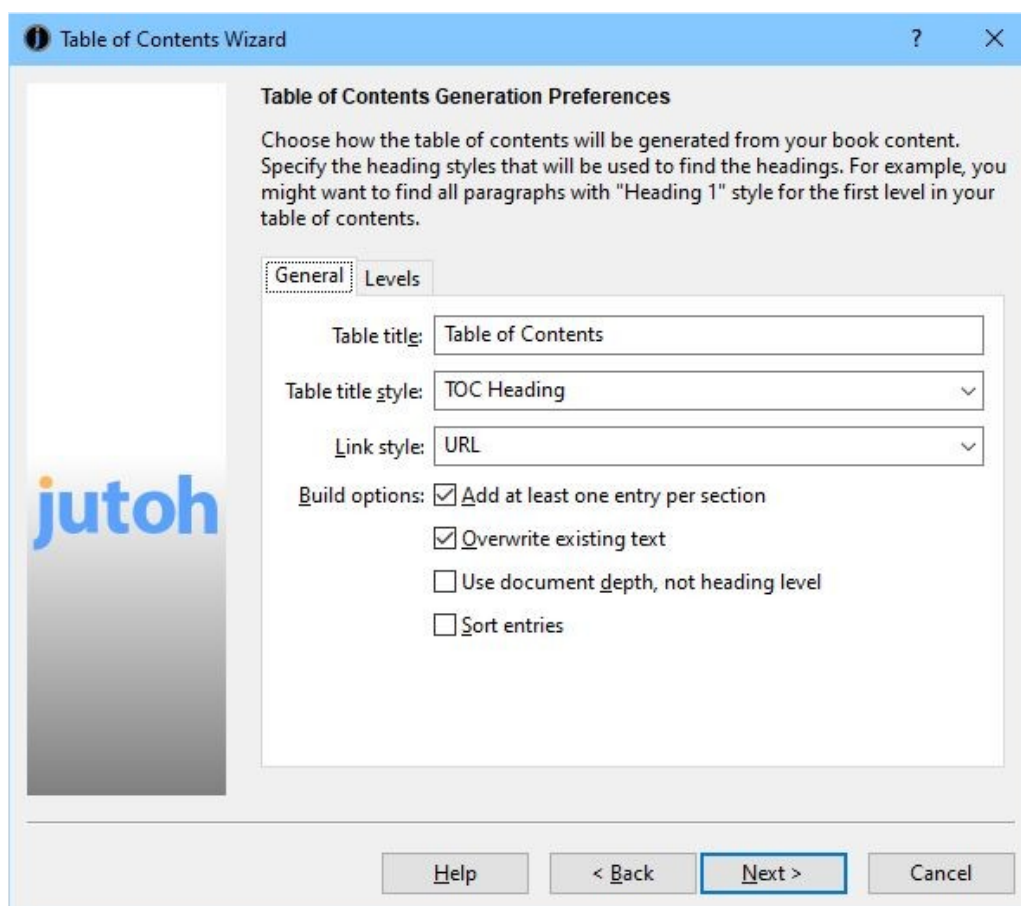 Table of Contents Wizard
?
Table of Contents Generation Preferences
Choose how the table of contents will be generated from your book content.
Specify the heading styles that will be used to find the headings. For example, you
might want to find all paragraphs with "Heading 1" style for the first level in your
table of contents.
General Levels
Table title: Table of Contents
Table title style: TOC Heading
Link style: URL
Build options: Add at least one entry per section
Overwrite existing text
Use document depth, not heading level
Sort entries
jutoh
Help < Back Next > Cancel